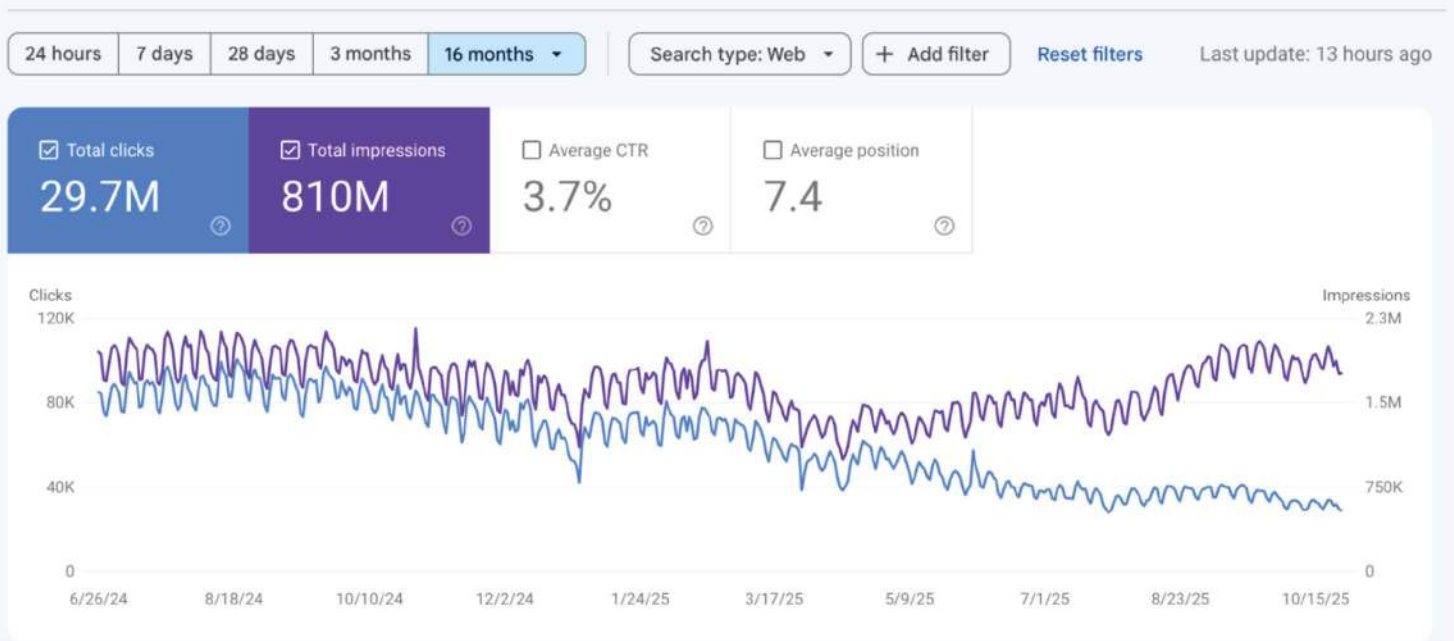 24 hours 7 days 28 days 3 months 16 months Search type: Web + Add filter Reset filters Last update: 13 hours ago
Total clicks Total impressions Average CTR Average position
29.7M 810M 3.7% 7.4
Clicks Impressions
120K 2.3M
80K 1.5M
40K 750K
0 0
6/26/24 8/18/24 10/10/24 12/2/24 1/24/25 3/17/25 5/9/25 7/1/25 8/23/25 10/15/25